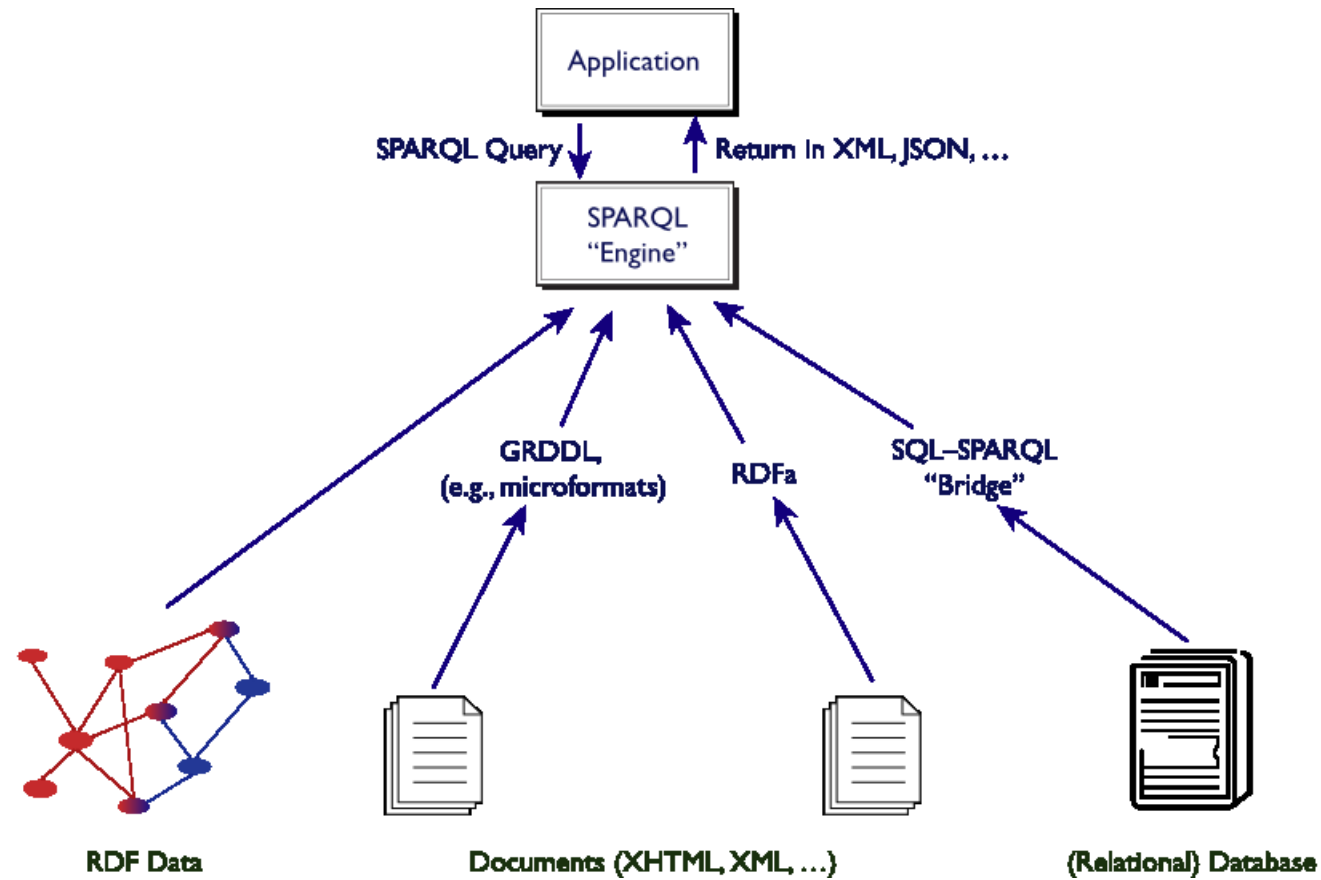 Application
SPARQL Query
Return in XML, JSON, …
SPARQL
“Engine”
GRDDL,
(e.g., microformats)
RDFa
SQL–SPARQL
“Bridge”
RDF Data
Documents (XHTML, XML, …)
(Relational) Database